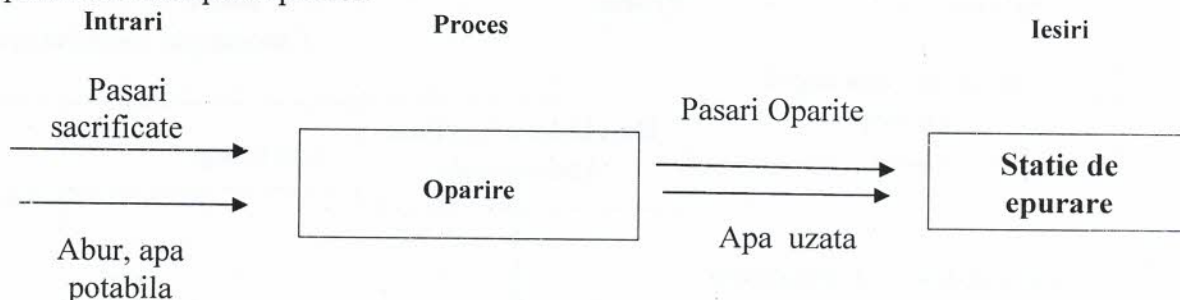 Intrari Proces Iesiri
Pasari
sacrificate
Pasari Oparite
Oparire
Statie de
epurare
Apa uzata
Abur, apa
potabila